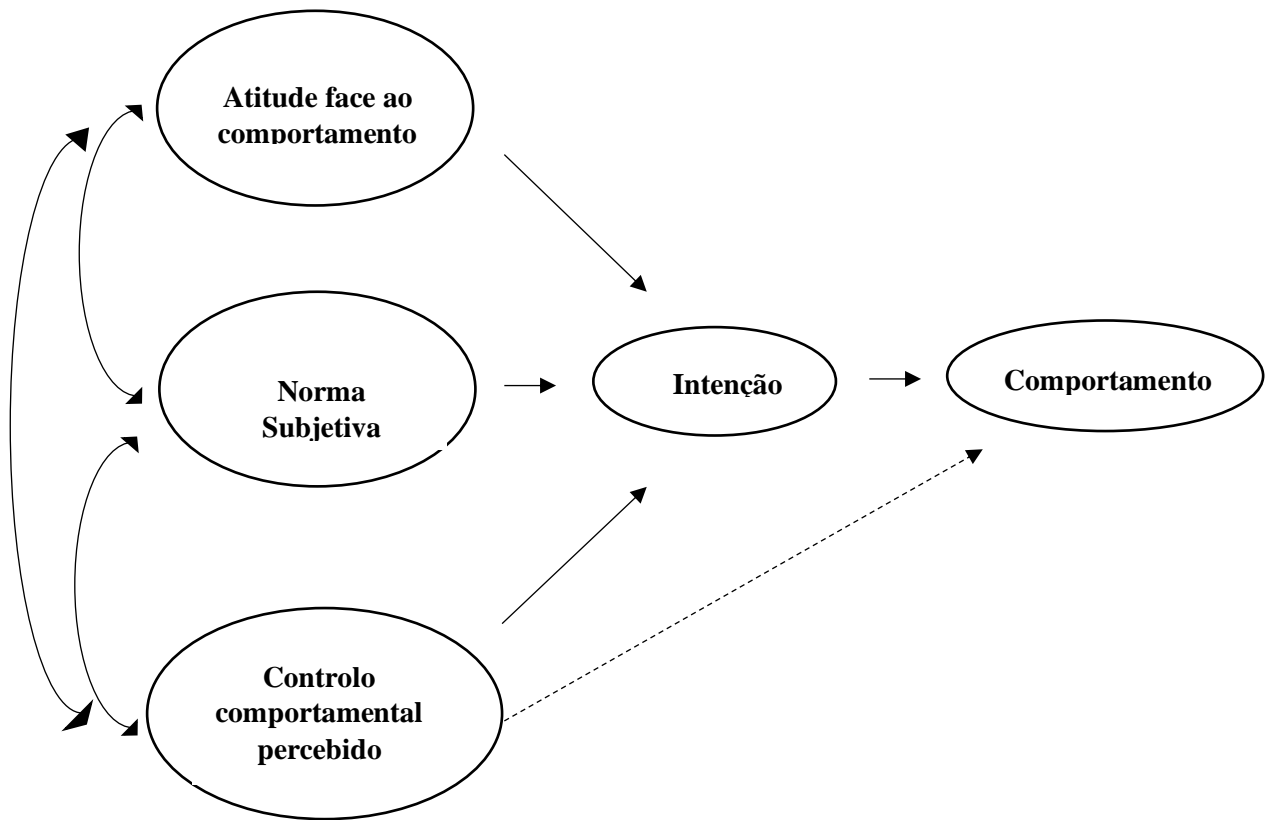 Atitude face ao
comportamento
Norma
Subjetiva
Intenção
Comportamento
Controlo
comportamental
percebido